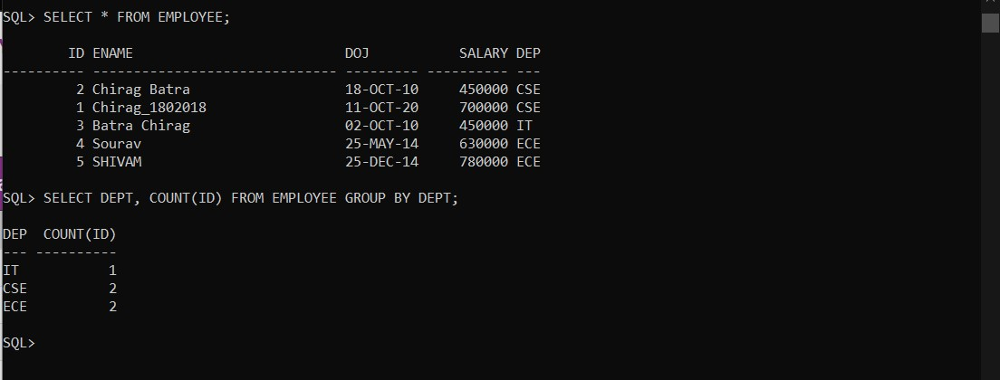 SQL> SELECT * FROM EMPLOYEE;
ID ENAME DOJ SALARY DEP
---------- ------------------------------ --------- ---------- ---
2 Chirag Batra 18-OCT-10 450000 CSE
1 Chirag_1802018 11-OCT-20 700000 CSE
3 Batra Chirag 02-OCT-10 450000 IT
4 Sourav 25-MAY-14 630000 ECE
5 SHIVAM 25-DEC-14 780000 ECE
SQL> SELECT DEPT, COUNT(ID) FROM EMPLOYEE GROUP BY DEPT;
DEP COUNT(ID)
--- ----------
IT 1
CSE 2
ECE 2
SQL>